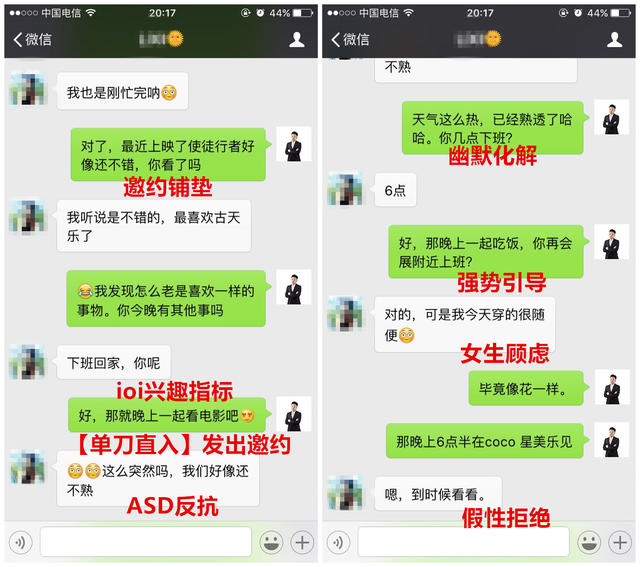 中国电信
20:17
44%
微信
我也是刚忙完呐
对了，最近上映了使徒行者好
像还不错，你看了吗
邀约铺垫
我听说是不错的，最喜欢古天
乐了
我发现怎么老是喜欢一样的
事物。你今晚有其他事吗
下班回家，你呢
ioi兴趣指标
好，那就晚上一起看电影吧
【单刀直入】发出邀约
这么突然吗，我们好像还
不熟
ASD反抗
中国电信
20:17
44%
微信
不熟
天气这么热，已经熟透了哈
哈。你几点下班？
幽默化解
6点
好，那晚上一起吃饭，你再会
展附近上班？
强势引导
对的，可是我今天穿的很随
便
女生顾虑
毕竟像花一样。
那晚上6点半在coco 星美乐见
嗯，到时候看看。
假性拒绝